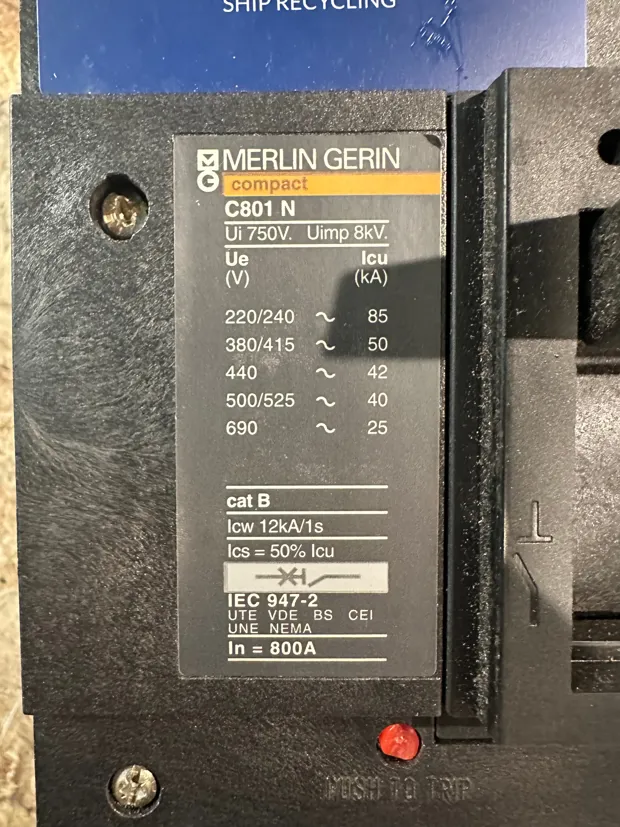 SHIP RECYCLING
MG MERLIN GERIN
compact
C801 N
Ui 750V. Uimp 8kV.
Ue Icu
(V) (kA)
220/240 ~ 85
380/415 ~ 50
440 ~ 42
500/525 ~ 40
690 ~ 25
cat B
Icw 12kA/1s
Ics = 50% Icu
IEC 947-2
UTE VDE BS CEI
UNE NEMA
In = 800A
PUSH TO TRIP